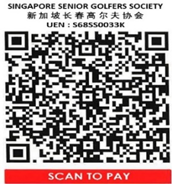 SINGAPORE SENIOR GOLFERS SOCIETY
新加坡长春高尔夫协会
UEN : S68SS0033K
SCAN TO PAY